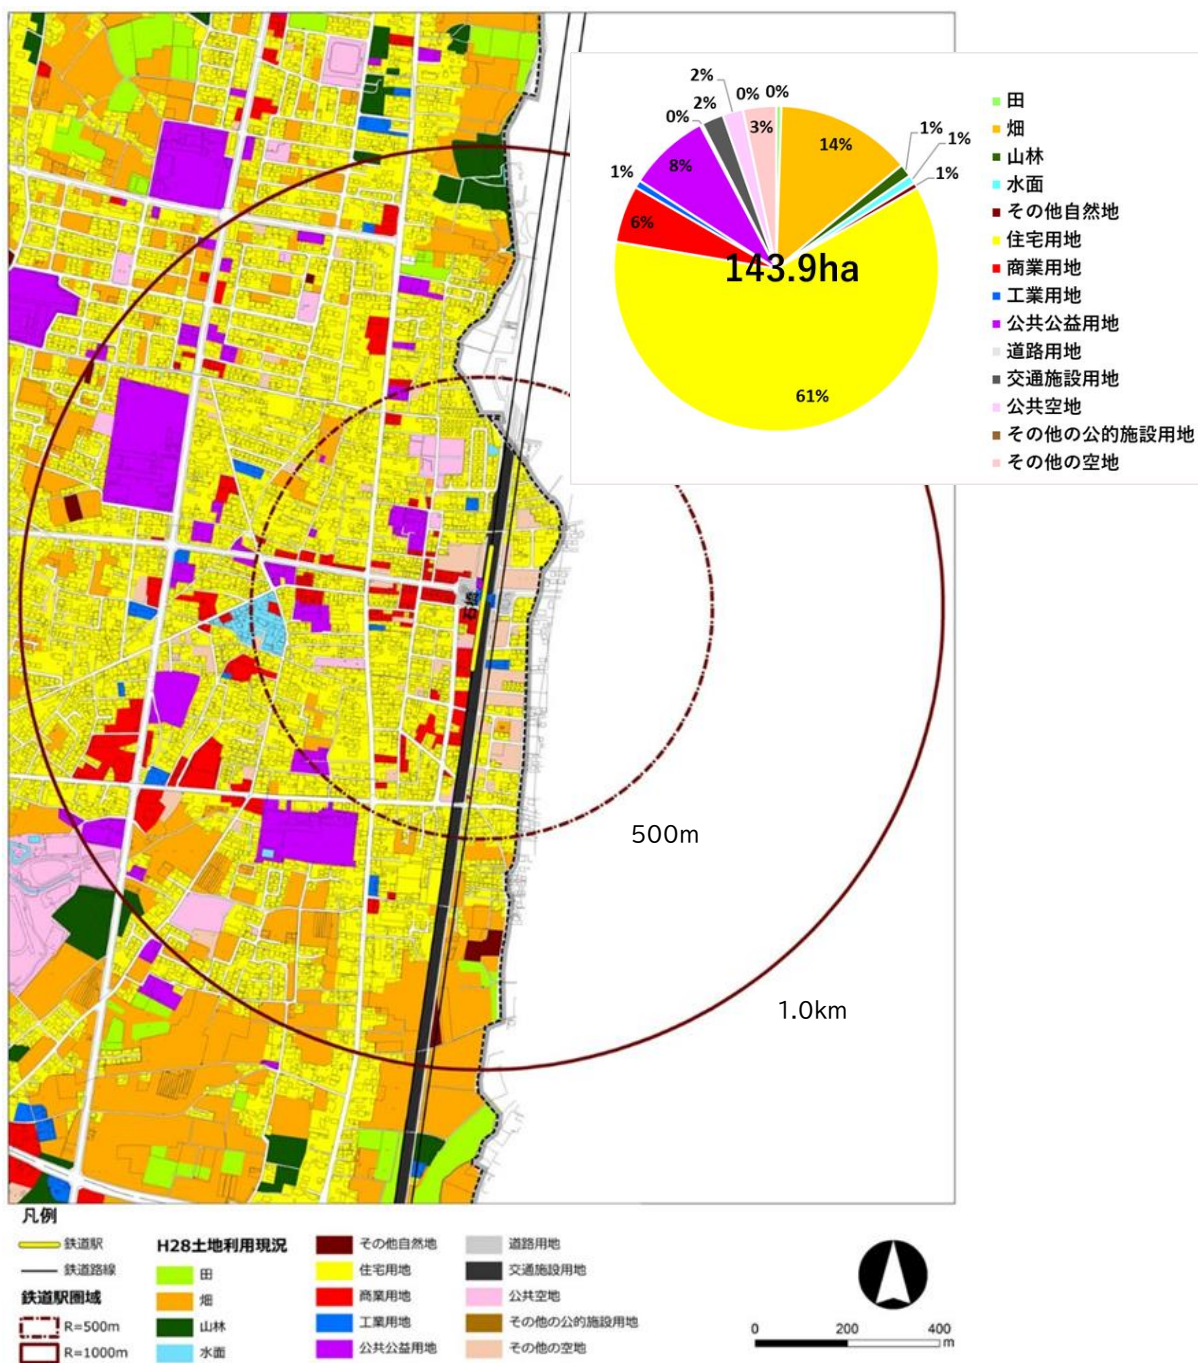 2%
0%
0%
2%
0%
3%
14%
1%
1%
1%
8%
1%
6%
143.9ha
61%
田
畑
山林
水面
その他自然地
住宅用地
商業用地
工業用地
公共公益用地
道路用地
交通施設用地
公共空地
その他の公的施設用地
その他の空地
石橋
500m
1.0km
凡例
鉄道駅
鉄道路線
鉄道駅圏域
R=500m
R=1000m
H28土地利用現況
田
畑
山林
水面
その他自然地
住宅用地
商業用地
工業用地
公共公益用地
道路用地
交通施設用地
公共空地
その他の公的施設用地
その他の空地
0 200 400
m